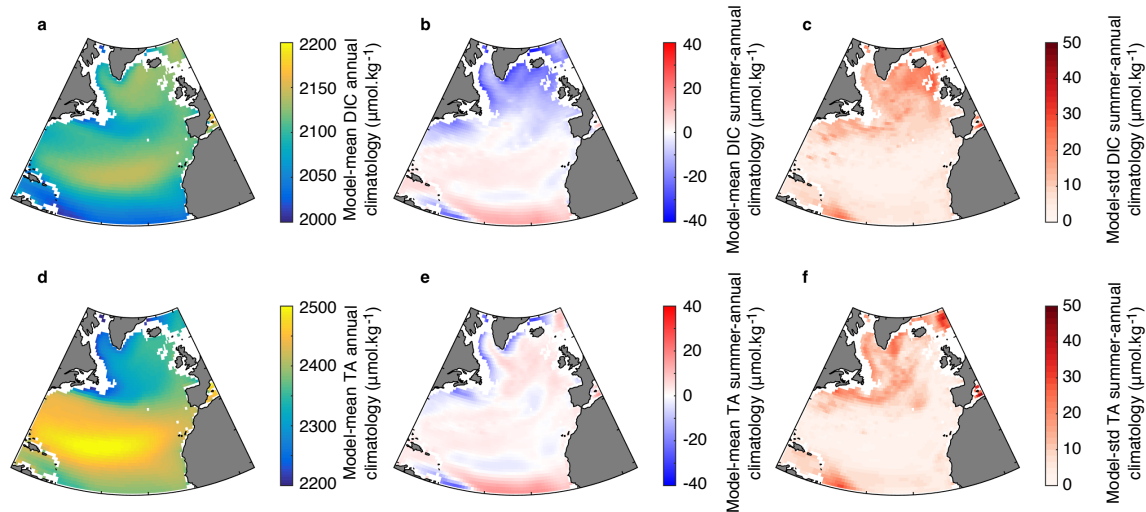 a
2200
2150
2100
2050
2000
Model-mean DIC annual
climatology (µmol.kg⁻¹)
b
40
20
0
-20
-40
Model-mean DIC summer-annual
climatology (µmol.kg⁻¹)
c
50
40
30
20
10
0
Model-std DIC summer-annual
climatology (µmol.kg⁻¹)
d
2500
2400
2300
2200
2200
Model-mean TA annual
climatology (µmol.kg⁻¹)
e
40
20
0
-20
-40
Model-mean TA summer-annual
climatology (µmol.kg⁻¹)
f
50
40
30
20
10
0
Model-std TA summer-annual
climatology (µmol.kg⁻¹)